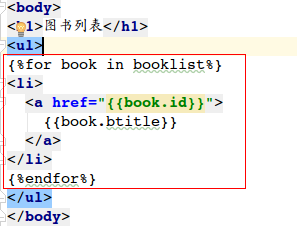 <body>
<h1>图书列表</h1>
<ul>
{%for book in booklist%}
<li>
<a href="{{book.id}}">
{{book.btitle}}
</a>
</li>
{%endfor%}
</ul>
</body>